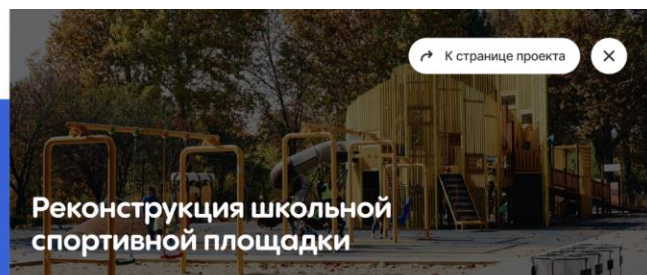 К странице проекта
Реконструкция школьной
спортивной площадки